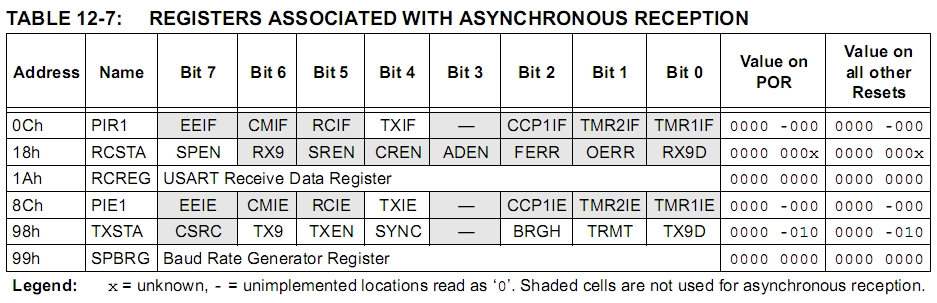 TABLE 12-7: REGISTERS ASSOCIATED WITH ASYNCHRONOUS RECEPTION
Address Name Bit 7 Bit 6 Bit 5 Bit 4 Bit 3 Bit 2 Bit 1 Bit 0 Value on POR Value on all other Resets
0Ch PIR1 EEIF CMIF RCIF TXIF — CCP1IF TMR2IF TMR1IF 0000 -000 0000 -000
18h RCSTA SPEN RX9 SREN CREN ADEN FERR OERR RX9D 0000 000x 0000 000x
1Ah RCREG USART Receive Data Register 0000 0000 0000 0000
8Ch PIE1 EEIE CMIE RCIE TXIE — CCP1IE TMR2IE TMR1IE 0000 -000 0000 -000
98h TXSTA CSRC TX9 TXEN SYNC — BRGH TRMT TX9D 0000 -010 0000 -010
99h SPBRG Baud Rate Generator Register 0000 0000 0000 0000
Legend: x = unknown, - = unimplemented locations read as ‘0’. Shaded cells are not used for asynchronous reception.